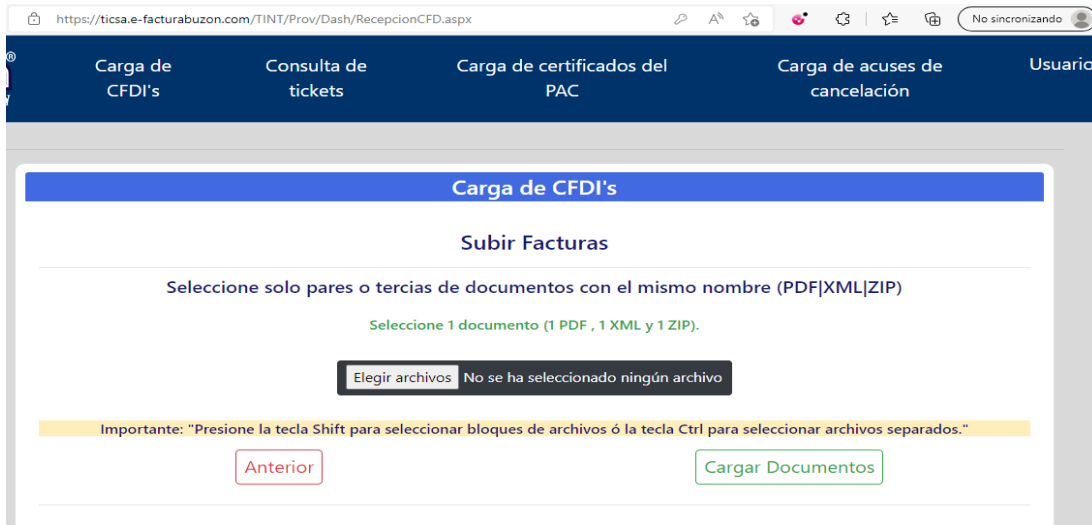 https://ticsa.e-facturabuzon.com/TINT/Prov/Dash/RecepcionCFD.aspx
No sincronizando
Carga de CFDI's
Consulta de tickets
Carga de certificados del PAC
Carga de acuses de cancelación
Usuario
Carga de CFDI's
Subir Facturas
Seleccione solo pares o tercias de documentos con el mismo nombre (PDF|XML|ZIP)
Seleccione 1 documento (1 PDF , 1 XML y 1 ZIP).
Elegir archivos No se ha seleccionado ningún archivo
Importante: "Presione la tecla Shift para seleccionar bloques de archivos ó la tecla Ctrl para seleccionar archivos separados."
Anterior
Cargar Documentos